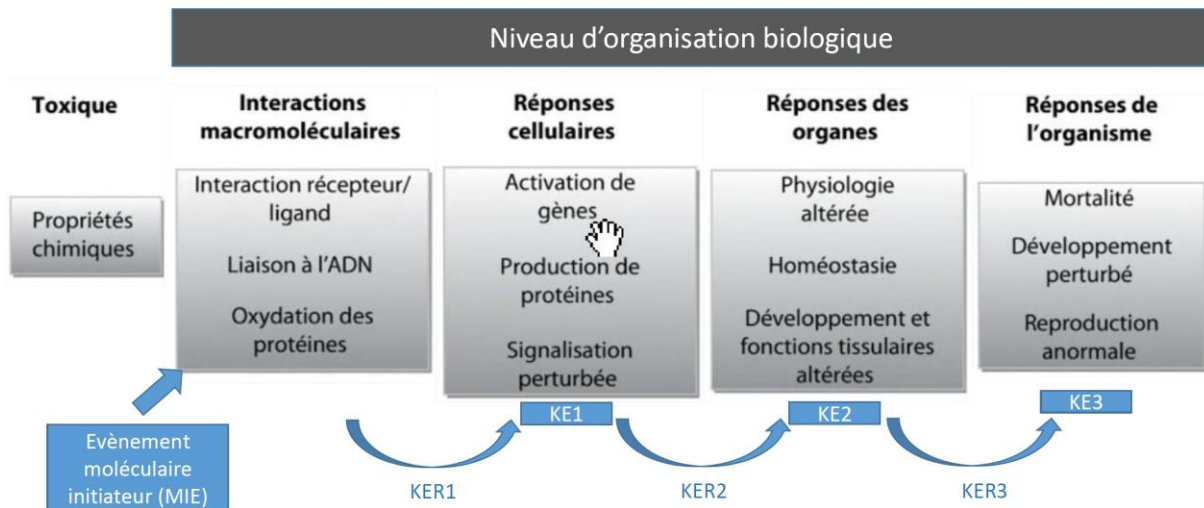 Niveau d'organisation biologique
Toxique
Interactions
macromoléculaires
Réponses
cellulaires
Réponses des
organes
Réponses de
l'organisme
Propriétés
chimiques
Interaction récepteur/
ligand
Liaison à l'ADN
Oxydation des
protéines
Activation de
gènes
Production de
protéines
Signalisation
perturbée
Physiologie
altérée
Homéostasie
Développement et
fonctions tissulaires
altérées
Mortalité
Développement
perturbé
Reproduction
anormale
KE1
KE2
KE3
Evènement
moléculaire
initiateur (MIE)
KER1
KER2
KER3